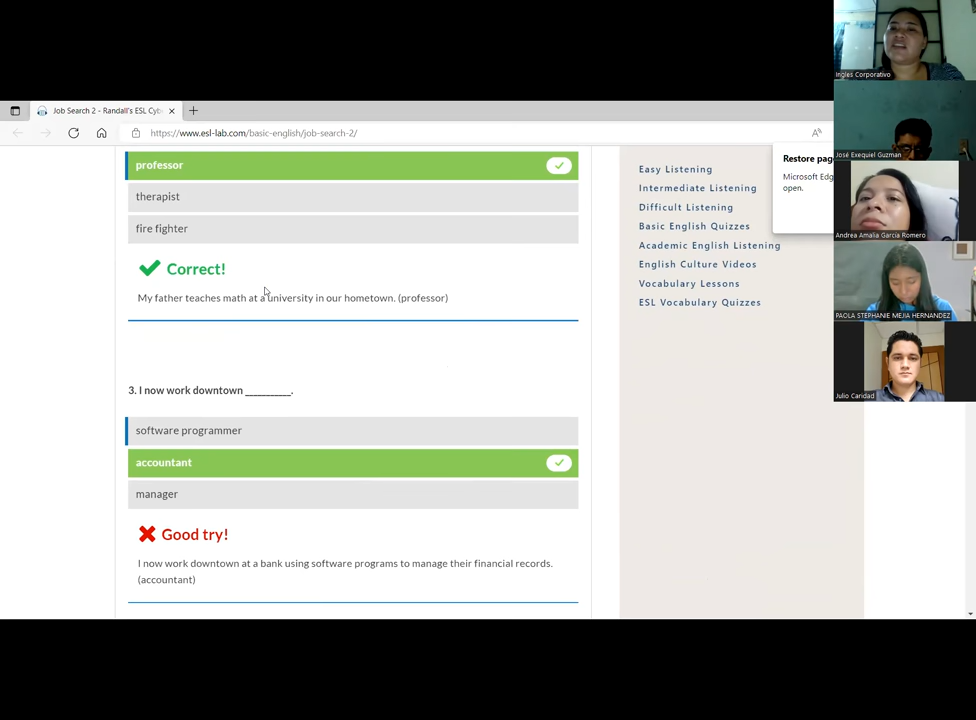 Job Search 2 - Randall's ESL Cyb
https://www.esl-lab.com/basic-english/job-search-2/
professor
therapist
fire fighter
Correct!
My father teaches math at a university in our hometown. (professor)
3. I now work downtown __________.
software programmer
accountant
manager
Good try!
I now work downtown at a bank using software programs to manage their financial records.
(accountant)
Easy Listening
Intermediate Listening
Difficult Listening
Basic English Quizzes
Academic English Listening
English Culture Videos
Vocabulary Lessons
ESL Vocabulary Quizzes
Restore pag
Microsoft Edg
open.
Ingles Corporativo
José Exequiel Guzman
Andrea Amalia García Romero
PAOLA STEPHANIE MEJIA HERNANDEZ
Julio Caridad